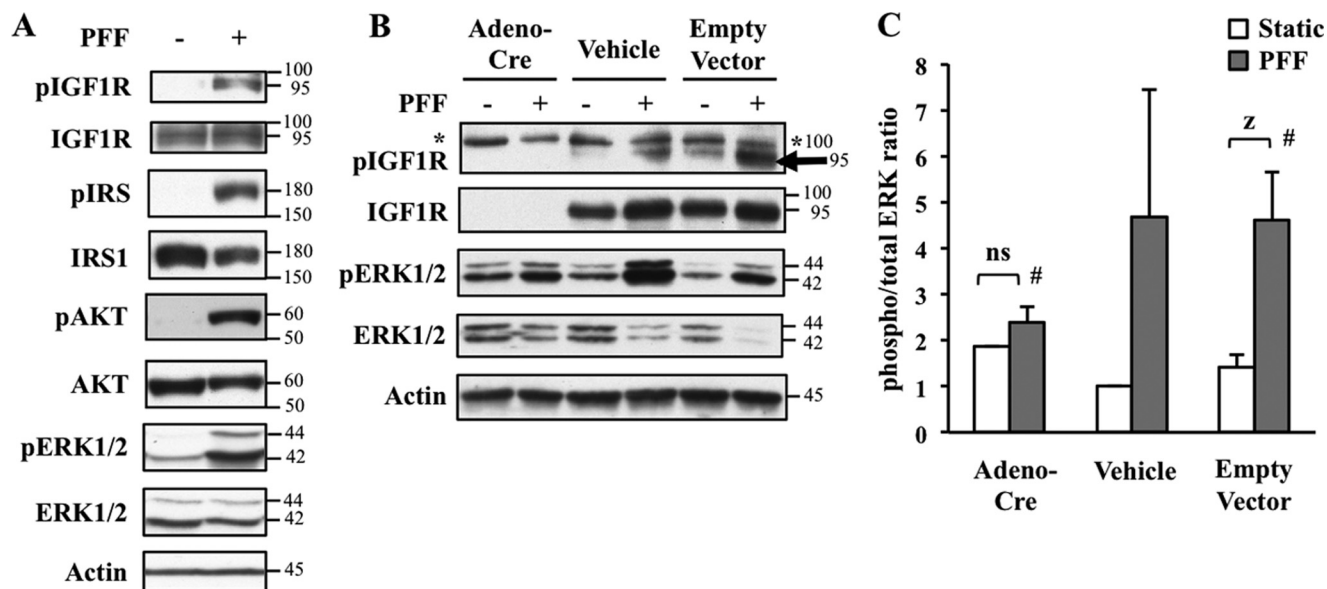 A
PFF - +
pIGF1R 100 95
IGF1R 100 95
pIRS 180 150
IRS1 180 150
pAKT 60 50
AKT 60 50
pERK1/2 44 42
ERK1/2 44 42
Actin 45
B
Adeno-Cre Vehicle Empty Vector
PFF - + - + - +
* * 100
pIGF1R 95
IGF1R 100 95
pERK1/2 44 42
ERK1/2 44 42
Actin 45
C
Static
PFF
phospho/total ERK ratio
8
7
6
5
4
3
2
1
0
ns #
z #
Adeno-Cre
Vehicle
Empty Vector